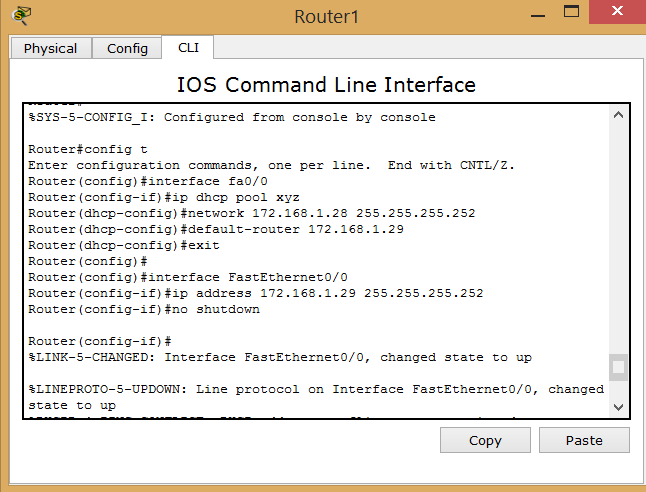 Router1
Physical
Config
CLI
IOS Command Line Interface
%SYS-5-CONFIG_I: Configured from console by console
Router#config t
Enter configuration commands, one per line.  End with CNTL/Z.
Router(config)#interface fa0/0
Router(config-if)#ip dhcp pool xyz
Router(dhcp-config)#network 172.168.1.28 255.255.255.252
Router(dhcp-config)#default-router 172.168.1.29
Router(dhcp-config)#exit
Router(config)#
Router(config)#interface FastEthernet0/0
Router(config-if)#ip address 172.168.1.29 255.255.255.252
Router(config-if)#no shutdown
Router(config-if)#
%LINK-5-CHANGED: Interface FastEthernet0/0, changed state to up
%LINEPROTO-5-UPDOWN: Line protocol on Interface FastEthernet0/0, changed
state to up
Copy
Paste